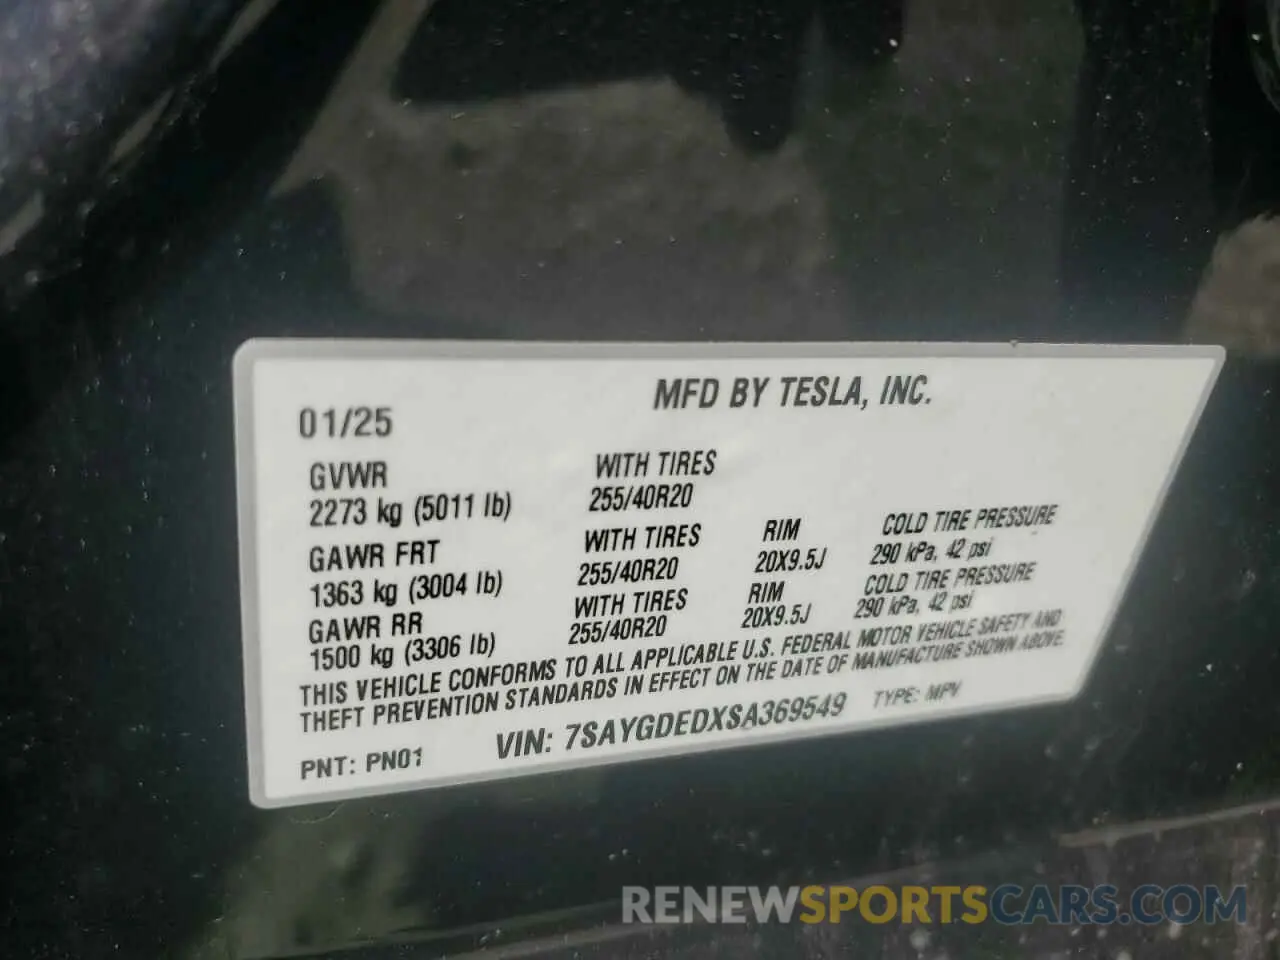 MFD BY TESLA, INC.
01/25
GVWR WITH TIRES
2273 kg (5011 lb) 255/40R20
GAWR FRT WITH TIRES RIM COLD TIRE PRESSURE
1363 kg (3004 lb) 255/40R20 20X9.5J 290 kPa, 42 psi
GAWR RR WITH TIRES RIM COLD TIRE PRESSURE
1500 kg (3306 lb) 255/40R20 20X9.5J 290 kPa, 42 psi
THIS VEHICLE CONFORMS TO ALL APPLICABLE U.S. FEDERAL MOTOR VEHICLE SAFETY AND
THEFT PREVENTION STANDARDS IN EFFECT ON THE DATE OF MANUFACTURE SHOWN ABOVE.
PNT: PN01 VIN: 7SAYGDEDXSA369549 TYPE: MPV
RENEWSPORTSCARS.COM